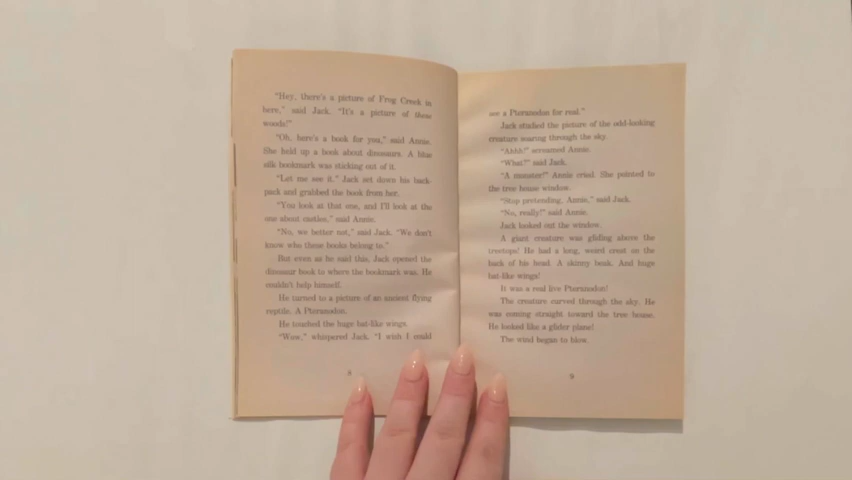 "Hey, there's a picture of Frog Creek in
here," said Jack. "It's a picture of these
woods!"
"Oh, here's a book for you," said Annie.
She held up a book about dinosaurs. A blue
silk bookmark was sticking out of it.
"Let me see it." Jack set down his back-
pack and grabbed the book from her.
"You look at that one, and I'll look at the
one about castles," said Annie.
"No, we better not," said Jack. "We don't
know who these books belong to."
But even as he said this, Jack opened the
dinosaur book to where the bookmark was. He
couldn't help himself.
He turned to a picture of an ancient flying
reptile. A Pteranodon.
He touched the huge bat-like wings.
"Wow," whispered Jack. "I wish I could
8
see a Pteranodon for real."
Jack studied the picture of the odd-looking
creature soaring through the sky.
"Ahhh!" screamed Annie.
"What?" said Jack.
"A monster!" Annie cried. She pointed to
the tree house window.
"Stop pretending, Annie," said Jack.
"No, really!" said Annie.
Jack looked out the window.
A giant creature was gliding above the
treetops! He had a long, weird crest on the
back of his head. A skinny beak. And huge
bat-like wings!
It was a real live Pteranodon!
The creature curved through the sky. He
was coming straight toward the tree house.
He looked like a glider plane!
The wind began to blow.
9